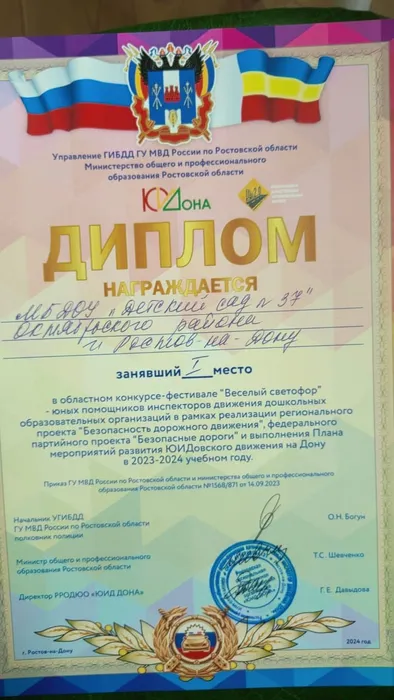 Управление ГИБДД ГУ МВД России по Ростовской области
Министерство общего и профессионального
образования Ростовской области
ЮИДОНА
ДИПЛОМ
НАГРАЖДАЕТСЯ
МБДОУ "Детский сад № 37"
Октябрьского района
г. Ростов-на-Дону
занявший I место
в областном конкурсе-фестивале "Веселый светофор"
- юных помощников инспекторов движения дошкольных
образовательных организаций в рамках реализации регионального
проекта "Безопасность дорожного движения", федерального
партийного проекта "Безопасные дороги" и выполнения Плана
мероприятий развития ЮИДовского движения на Дону
в 2023-2024 учебном году.
Приказ ГУ МВД России по Ростовской области и министерства общего и профессионального
образования Ростовской области №1568/871 от 14.09.2023
Начальник УГИБДД
ГУ МВД России по Ростовской области
полковник полиции
О.Н. Богун
Министр общего и профессионального
образования Ростовской области
Т.С. Шевченко
Директор РРОДЮО «ЮИД ДОНА»
Г. Е. Давыдова
г. Ростов-на-Дону
2024 год